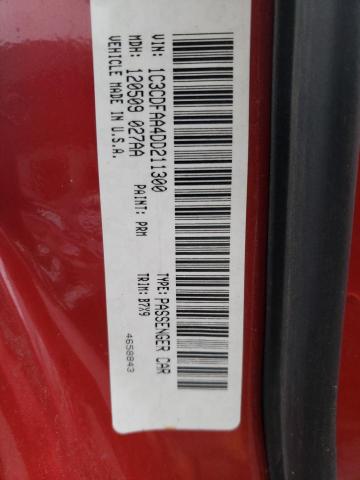 VIN: 1C3CDFAA4DD211300
TYPE: PASSENGER CAR
MDH: 120509 027AA
PAINT: PRM
TRIM: B7X9
VEHICLE MADE IN U.S.A.
4658843